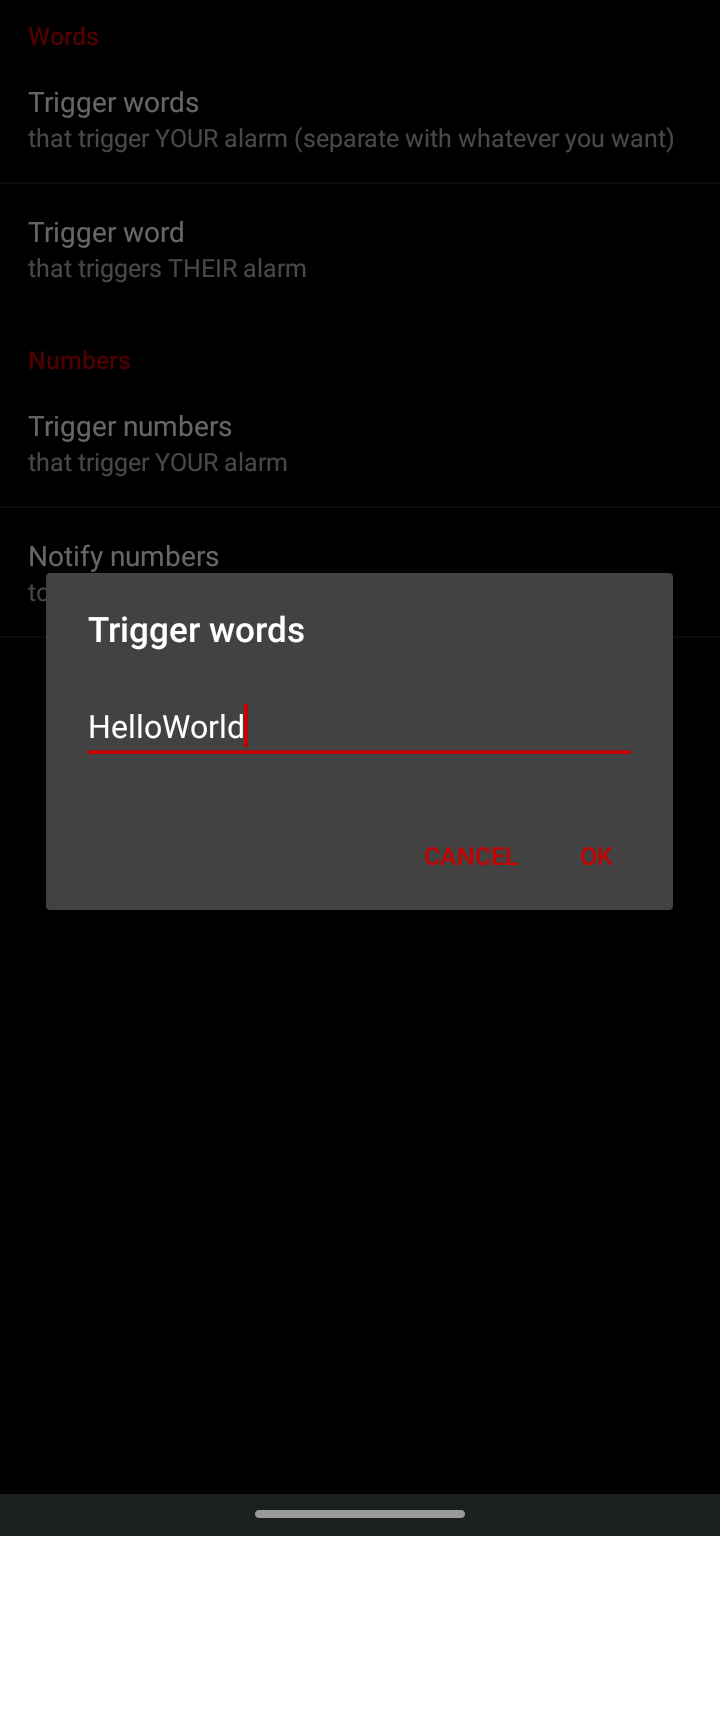 Words
Trigger words
that trigger YOUR alarm (separate with whatever you want)
Trigger word
that triggers THEIR alarm
Numbers
Trigger numbers
that trigger YOUR alarm
Notify numbers
to
Trigger words
HelloWorld
CANCEL OK